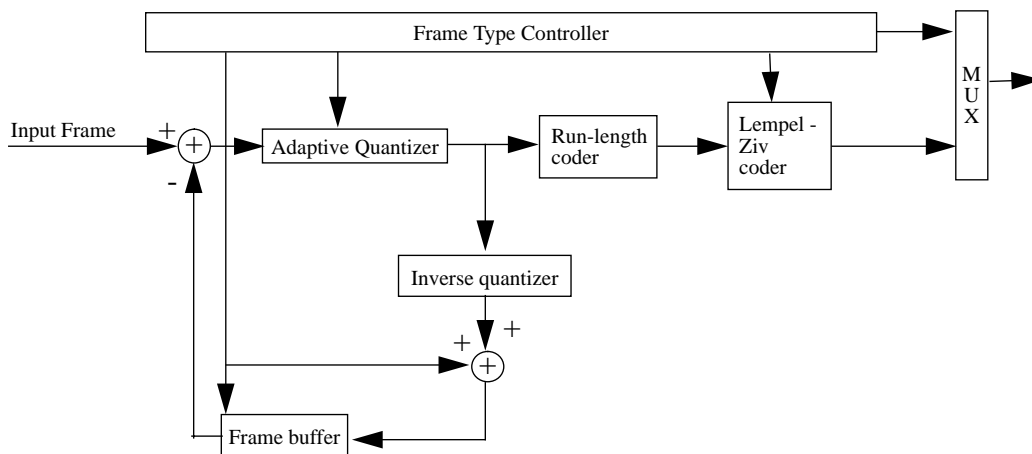 Frame Type Controller
M
U
X
Input Frame
+
+
-
Adaptive Quantizer
Run-length
coder
Lempel -
Ziv
coder
Inverse quantizer
+
+
+
Frame buffer